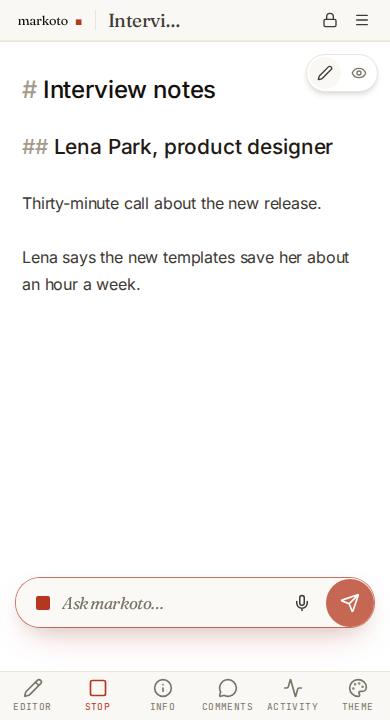 markoto
Intervi...
# Interview notes
## Lena Park, product designer
Thirty-minute call about the new release.
Lena says the new templates save her about
an hour a week.
Ask markoto...
EDITOR STOP INFO COMMENTS ACTIVITY THEME